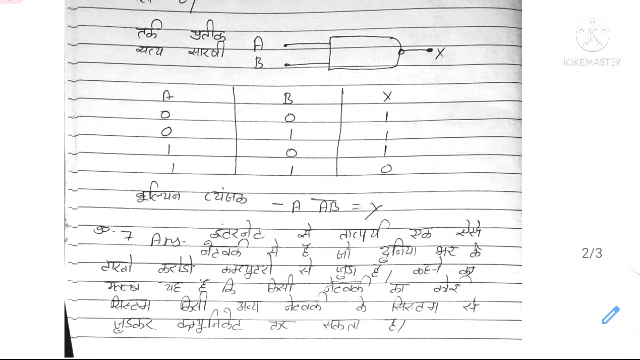 तर्क प्रतीक
सत्य सारणी A B X
A B X
0 0 1
0 1 1
1 0 1
1 1 0
बूलियन व्यंजक - A A̅B̅ = Y
7 Ans- इंटरनेट से तात्पर्य एक ऐसे
नेटवर्क से है जो दुनिया भर के
लाखो करोडो कम्प्यूटरो से जुडा है। कहने का
मतलब यह है कि किसी नेटवर्क का कोई
सिस्टम किसी अन्य नेटवर्क के सिस्टम से
जुडकर कम्युनिकेट कर सकता है।
KINEMASTER
2/3